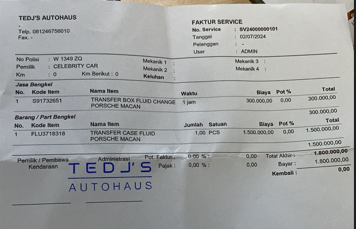 TEDJ'S AUTOHAUS
-
Telp. 081246756010
Fax. -
FAKTUR SERVICE
No. Service : SV24000000101
Tanggal 02/07/2024
Pelanggan : -
User : ADMIN
No Polisi : W 1349 ZQ
Pemilik : CELEBRITY CAR
Km : 0 Km Berikut : 0
Mekanik 1
Mekanik 2
Keluhan
Mekanik 3 :
Mekanik 4 :
Jasa Bengkel
No. Kode Item Nama Item Waktu Biaya Pot % Total
1 S91732651 TRANSFER BOX FLUID CHANGE PORSCHE MACAN 1 jam 300.000,00 0,00 300.000,00
300.000,00
Barang / Part Bengkel
No. Kode Item Nama Item Jumlah Satuan Biaya Pot % Total
1 FLU3718318 TRANSFER CASE FLUID PORSCHE MACAN 1,00 PCS 1.500.000,00 0,00 1.500.000,00
1.500.000,00
Pemilik / Pembawa Kendaraan
Administrasi
Pot. Faktur : 0,00 % : 0,00 Total Akhir : 1.800.000,00
Pajak : 0,00 % : 0,00 Bayar : 1.800.000,00
Kembali : 0,00
TEDJ'S
AUTOHAUS